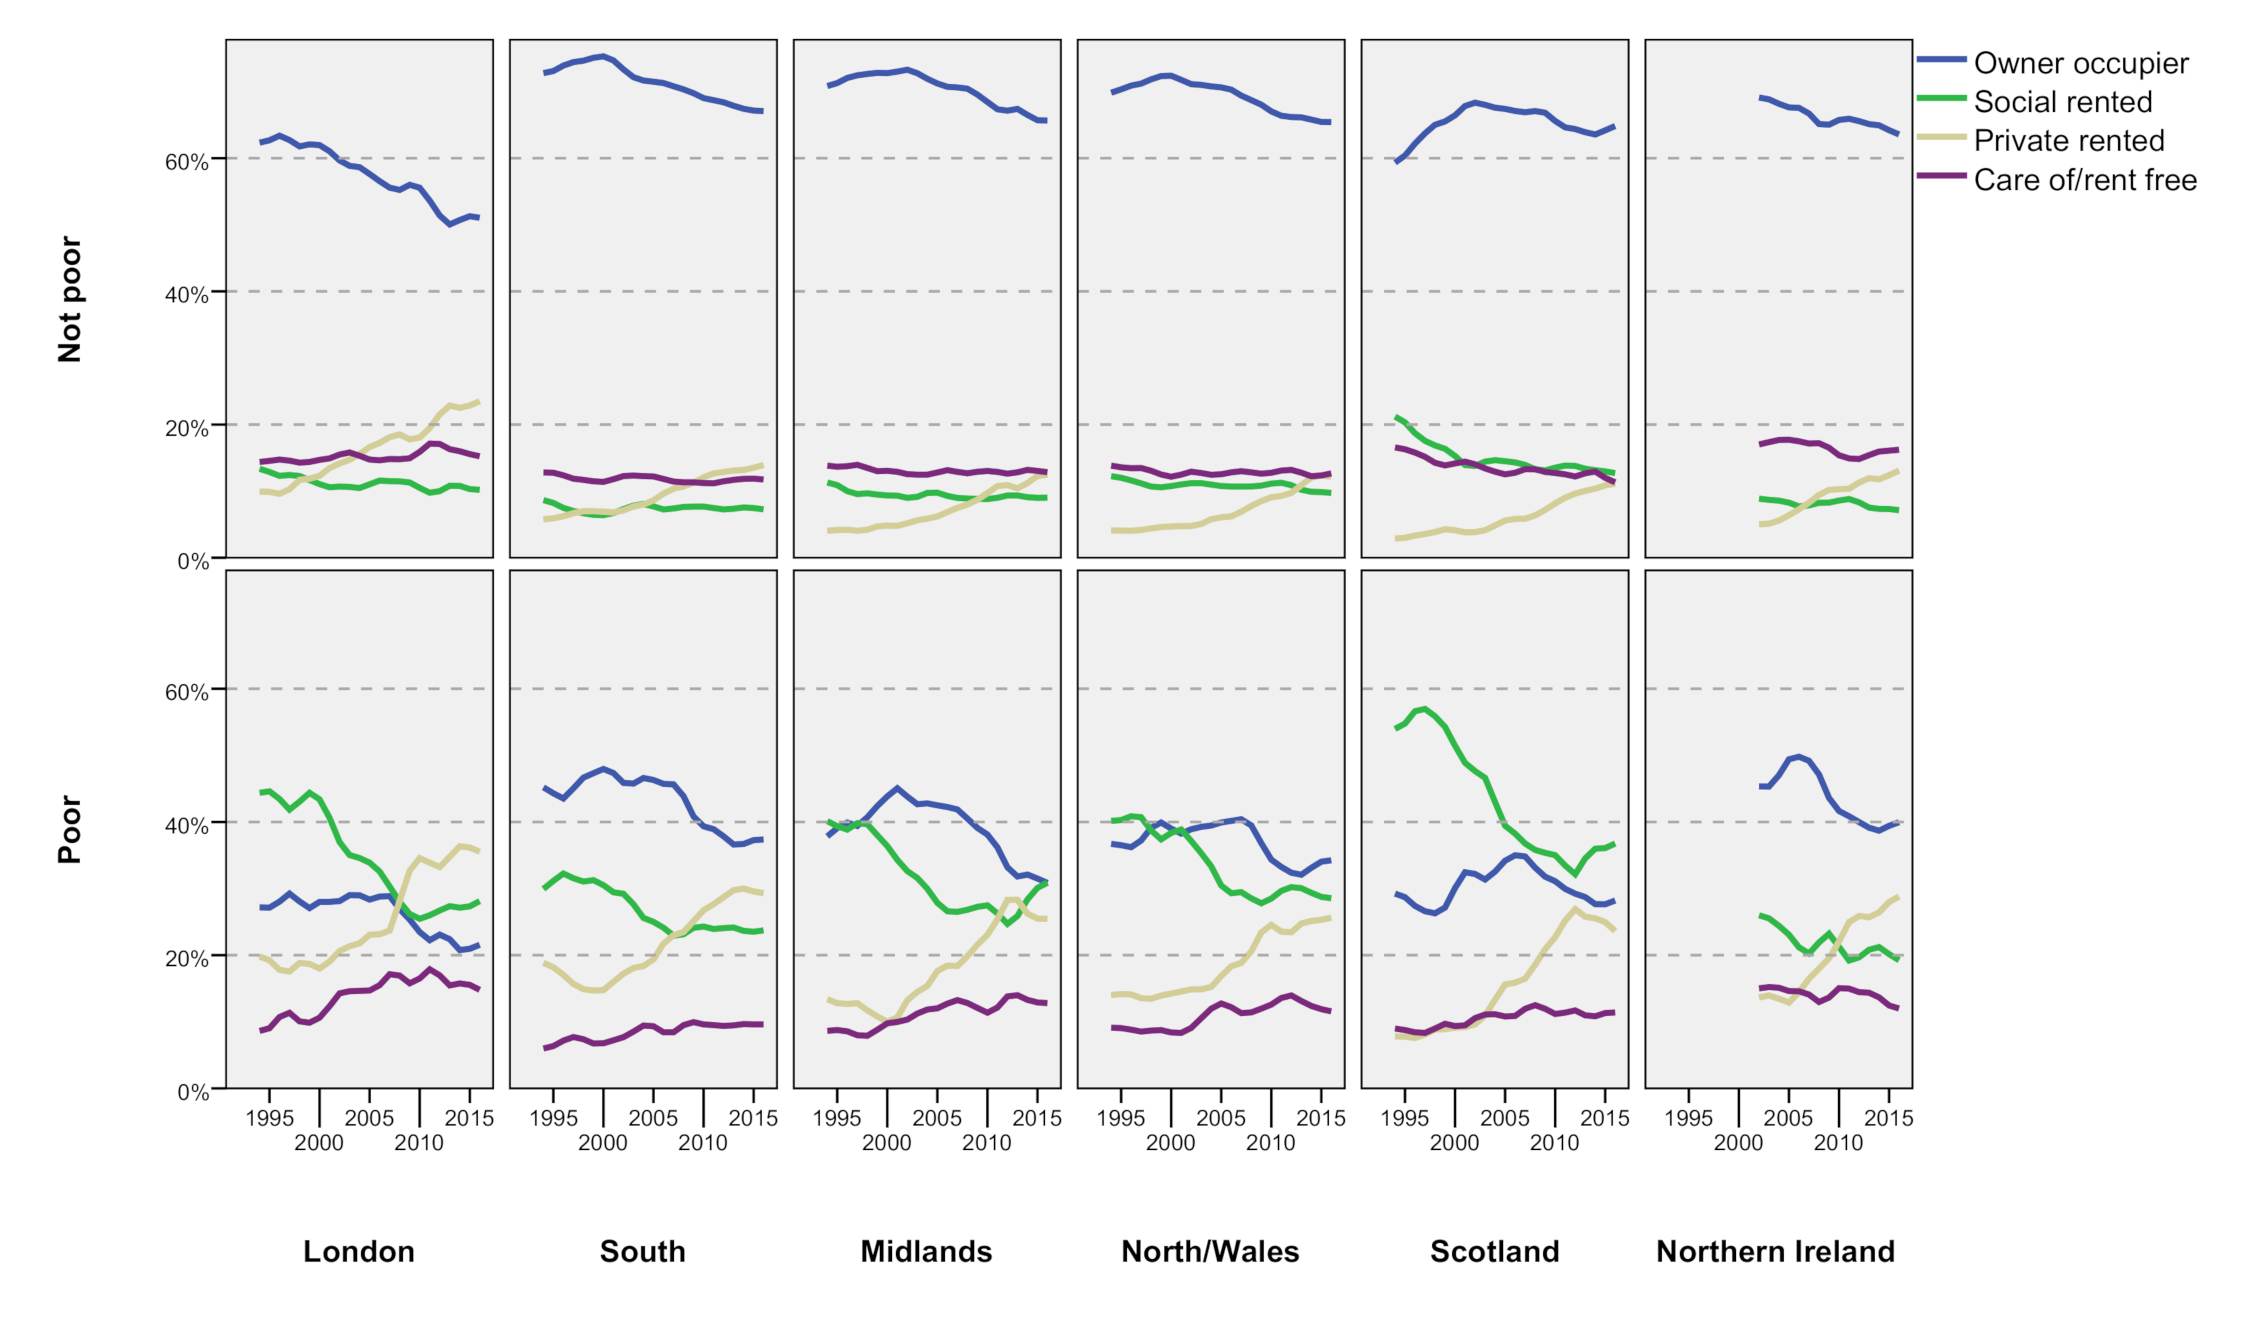 Owner occupier
Social rented
Private rented
Care of/rent free
Not poor
60%
40%
20%
0%
Poor
60%
40%
20%
0%
1995 2005 2015 1995 2005 2015 1995 2005 2015 1995 2005 2015 1995 2005 2015 1995 2005 2015
2000 2010 2000 2010 2000 2010 2000 2010 2000 2010 2000 2010
London South Midlands North/Wales Scotland Northern Ireland